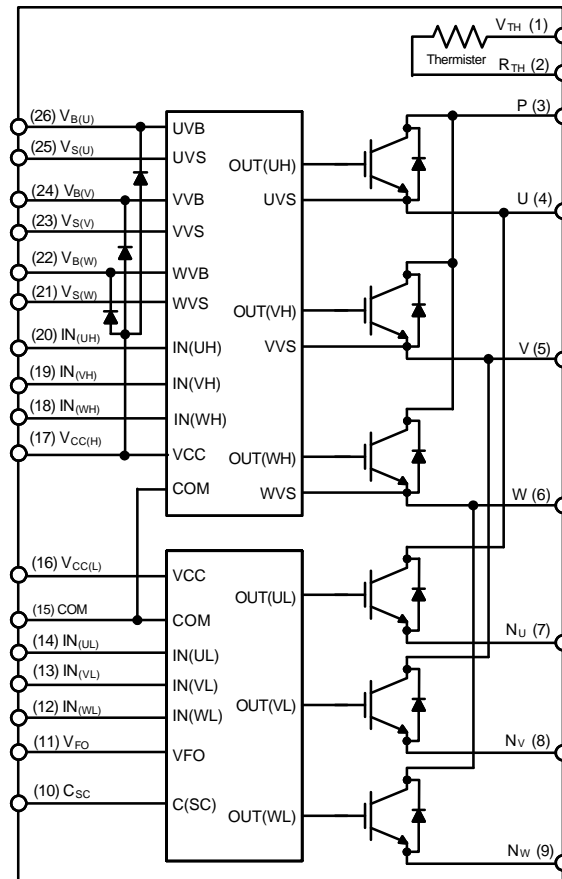 VTH (1)
Thermister
RTH (2)
P (3)
(26) VB(U)
UVB
(25) VS(U)
UVS
OUT(UH)
(24) VB(V)
VVB
UVS
U (4)
(23) VS(V)
VVS
(22) VB(W)
WVB
(21) VS(W)
WVS
OUT(VH)
(20) IN(UH)
IN(UH)
VVS
V (5)
(19) IN(VH)
IN(VH)
(18) IN(WH)
IN(WH)
(17) VCC(H)
VCC
OUT(WH)
COM
WVS
W (6)
(16) VCC(L)
VCC
OUT(UL)
(15) COM
COM
(14) IN(UL)
IN(UL)
NU (7)
(13) IN(VL)
IN(VL)
(12) IN(WL)
IN(WL)
OUT(VL)
(11) VFO
VFO
NV (8)
(10) CSC
C(SC)
OUT(WL)
NW (9)